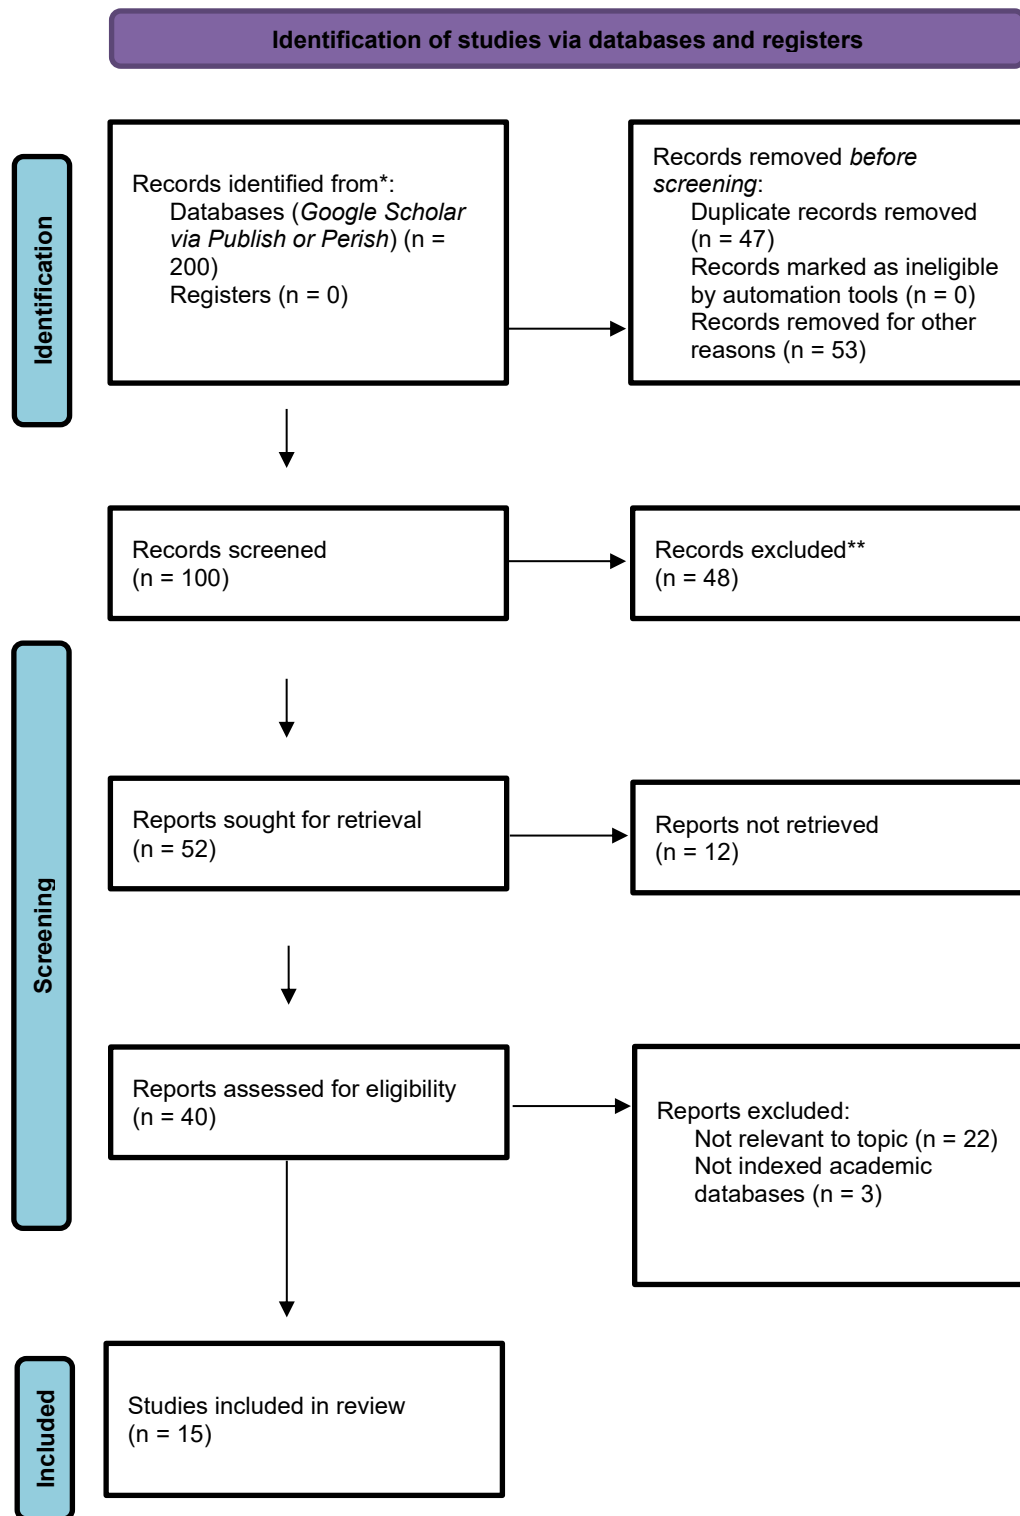 Identification of studies via databases and registers
Identification
Records identified from*:
Databases (Google Scholar
via Publish or Perish) (n =
200)
Registers (n = 0)
Records removed before
screening:
Duplicate records removed
(n = 47)
Records marked as ineligible
by automation tools (n = 0)
Records removed for other
reasons (n = 53)
Records screened
(n = 100)
Records excluded**
(n = 48)
Screening
Reports sought for retrieval
(n = 52)
Reports not retrieved
(n = 12)
Reports assessed for eligibility
(n = 40)
Reports excluded:
Not relevant to topic (n = 22)
Not indexed academic
databases (n = 3)
Included
Studies included in review
(n = 15)